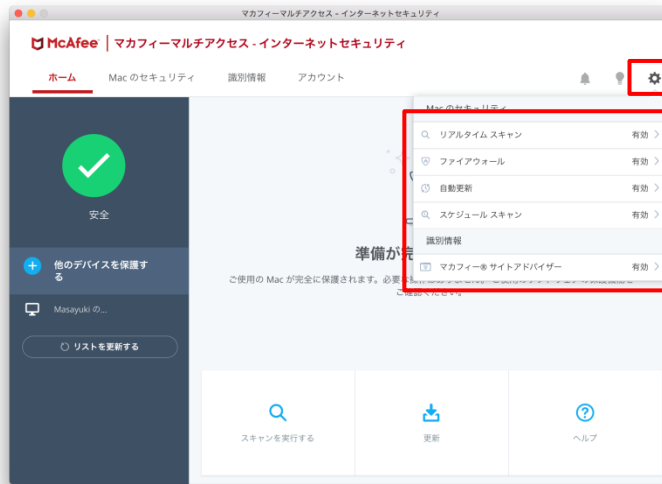 マカフィーマルチアクセス - インターネットセキュリティ
McAfee | マカフィーマルチアクセス - インターネットセキュリティ
ホーム Mac のセキュリティ 識別情報 アカウント
Mac のセキュリティ
リアルタイム スキャン 有効
ファイアウォール 有効
自動更新 有効
スケジュール スキャン 有効
識別情報
マカフィー® サイトアドバイザー 有効
安全
他のデバイスを保護す
る
Masayuki の...
リストを更新する
準備が完
ご使用の Mac が完全に保護されます。必要な
ご確認ください。
スキャンを実行する
更新
ヘルプ